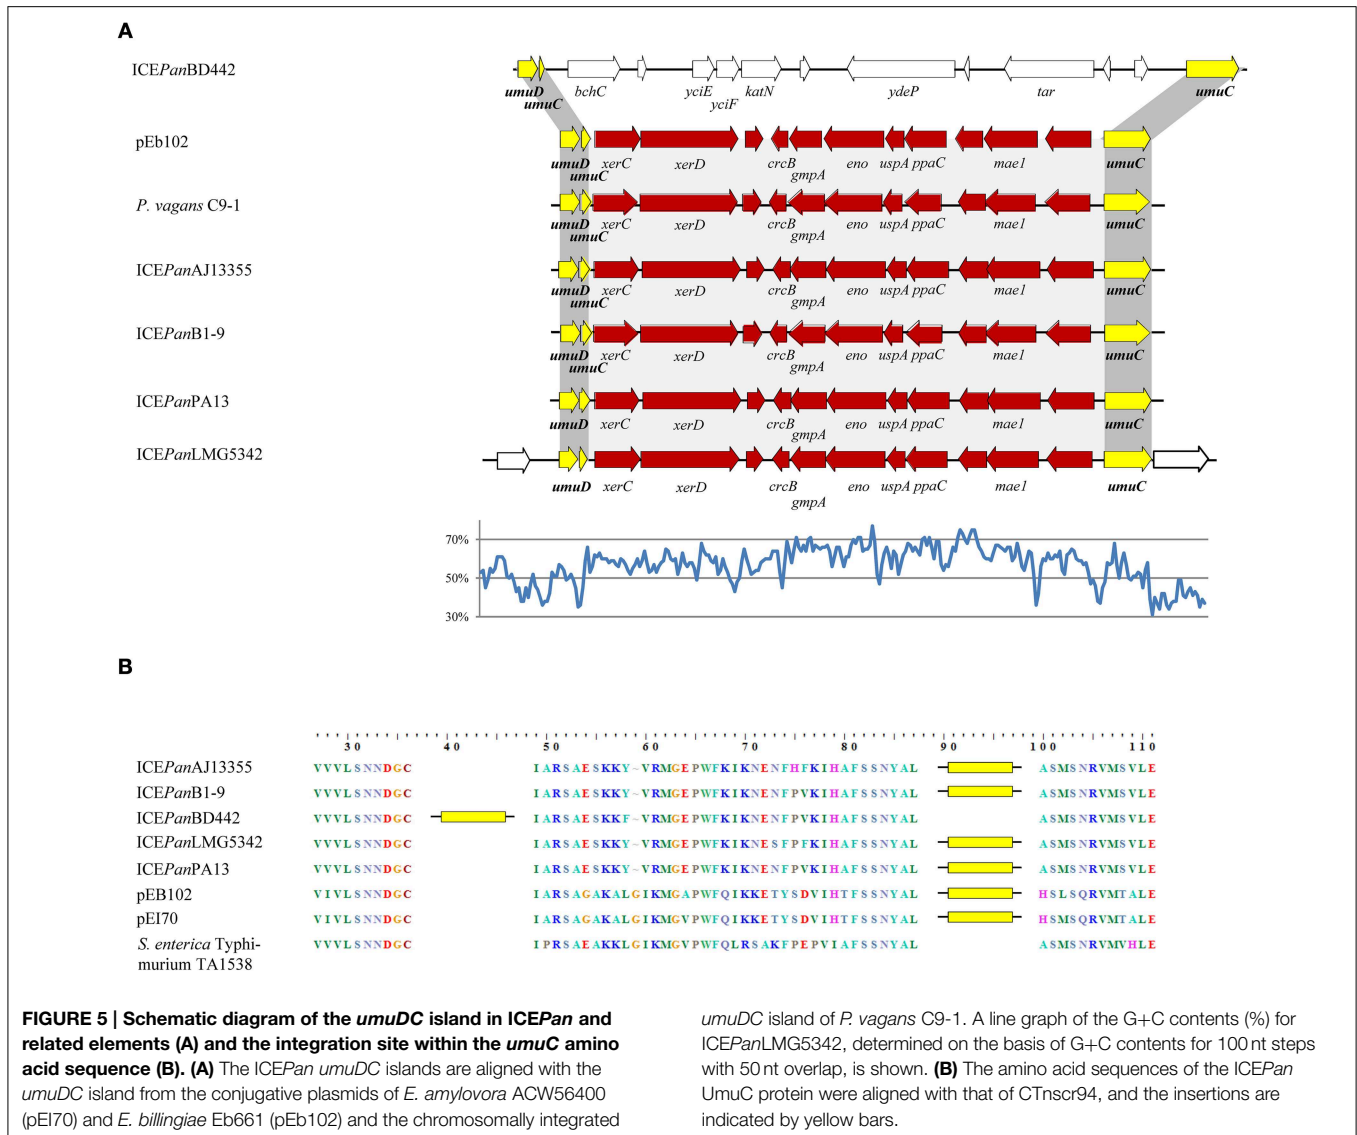 A
ICEPanBD442
umuD bchC yciE katN ydeP tar umuC
umuC yciF
pEb102
umuD xerC xerD crcB eno uspA ppaC mae1 umuC
umuC gmpA
P. vagans C9-1
umuD xerC xerD crcB eno uspA ppaC mae1 umuC
umuC gmpA
ICEPanAJ13355
umuD xerC xerD crcB eno uspA ppaC mae1 umuC
umuC gmpA
ICEPanB1-9
umuD xerC xerD crcB eno uspA ppaC mae1 umuC
umuC gmpA
ICEPanPA13
umuD xerC xerD crcB eno uspA ppaC mae1 umuC
gmpA
ICEPanLMG5342
umuD xerC xerD crcB eno uspA ppaC mae1 umuC
gmpA
70%
50%
30%
B
30 40 50 60 70 80 90 100 110
ICEPanAJ13355 VVVLSNNDGC IARSAESKKY~VRMGEPWFKIKNENFHFKIHAFSSNYAL ASMSNRVMSVLE
ICEPanB1-9 VVVLSNNDGC IARSAESKKY~VRMGEPWFKIKNENFPVKIHAFSSNYAL ASMSNRVMSVLE
ICEPanBD442 VVVLSNNDGC IARSAESKKF~VRMGEPWFKIKNENFPVKIHAFSSNYAL ASMSNRVMSVLE
ICEPanLMG5342 VVVLSNNDGC IARSAESKKY~VRMGEPWFKIKNESFPFKIHAFSSNYAL ASMSNRVMSVLE
ICEPanPA13 VVVLSNNDGC IARSAESKKY~VRMGEPWFKIKNENFPVKIHAFSSNYAL ASMSNRVMSVLE
pEB102 VIVLSNNDGC IARSAGAKALGIKMGAPWFQIKKETYSDVIHTFSSNYAL HSLSQRVMTALE
pEI70 VIVLSNNDGC IARSAGAKALGIKMGVPWFQIKKETYSDVIHTFSSNYAL HSMSQRVMTALE
S. enterica Typhi- VVVLSNNDGC IPRSAEAKKLGIKMGVPWFQLRSAKFPEPVIAFSSNYAL ASMSNRVMVHLE
murium TA1538
FIGURE 5 | Schematic diagram of the umuDC island in ICEPan and
related elements (A) and the integration site within the umuC amino
acid sequence (B). (A) The ICEPan umuDC islands are aligned with the
umuDC island from the conjugative plasmids of E. amylovora ACW56400
(pEI70) and E. billingiae Eb661 (pEb102) and the chromosomally integrated
umuDC island of P. vagans C9-1. A line graph of the G+C contents (%) for
ICEPanLMG5342, determined on the basis of G+C contents for 100 nt steps
with 50 nt overlap, is shown. (B) The amino acid sequences of the ICEPan
UmuC protein were aligned with that of CTnscr94, and the insertions are
indicated by yellow bars.